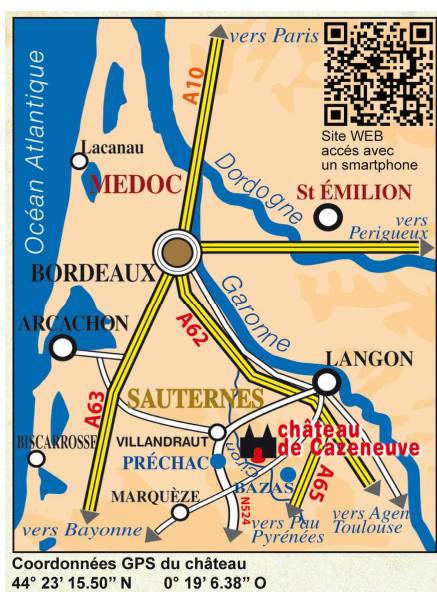 vers Paris
A10
Océan Atlantique
Site WEB
accés avec
un smartphone
Lacanau
MEDOC
Dordogne
St ÉMILION
vers
Perigueux
BORDEAUX
Garonne
ARCACHON
A62
LANGON
A63
SAUTERNES
château
de Cazeneuve
BISCARROSSE
VILLANDRAUT
PRÉCHAC
Ciron
BAZAS
A65
MARQUÈZE
N524
vers Bayonne
vers Pau
Pyrénées
vers Agen
Toulouse
Coordonnées GPS du château
44° 23’ 15.50’’ N 0° 19’ 6.38’’ O